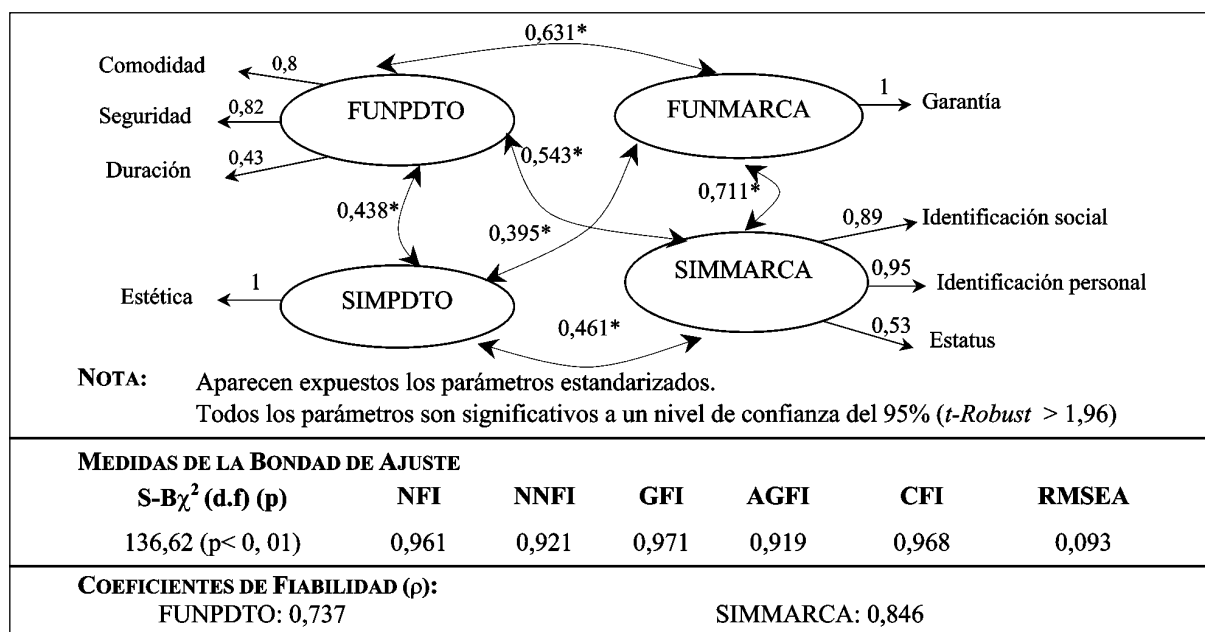 0,631*
Comodidad
0,8
FUNPDTO
FUNMARCA
1
Garantía
Seguridad
0,82
Duración
0,43
0,543*
0,711*
0,438*
0,395*
0,89
Identificación social
SIMMARCA
0,95
Identificación personal
Estética
1
SIMPDTO
0,461*
0,53
Estatus
NOTA: Aparecen expuestos los parámetros estandarizados.
Todos los parámetros son significativos a un nivel de confianza del 95% (t-Robust > 1,96)
MEDIDAS DE LA BONDAD DE AJUSTE
S-Bχ² (d.f) (p) NFI NNFI GFI AGFI CFI RMSEA
136,62 (p< 0, 01) 0,961 0,921 0,971 0,919 0,968 0,093
COEFICIENTES DE FIABILIDAD (ρ):
FUNPDTO: 0,737 SIMMARCA: 0,846